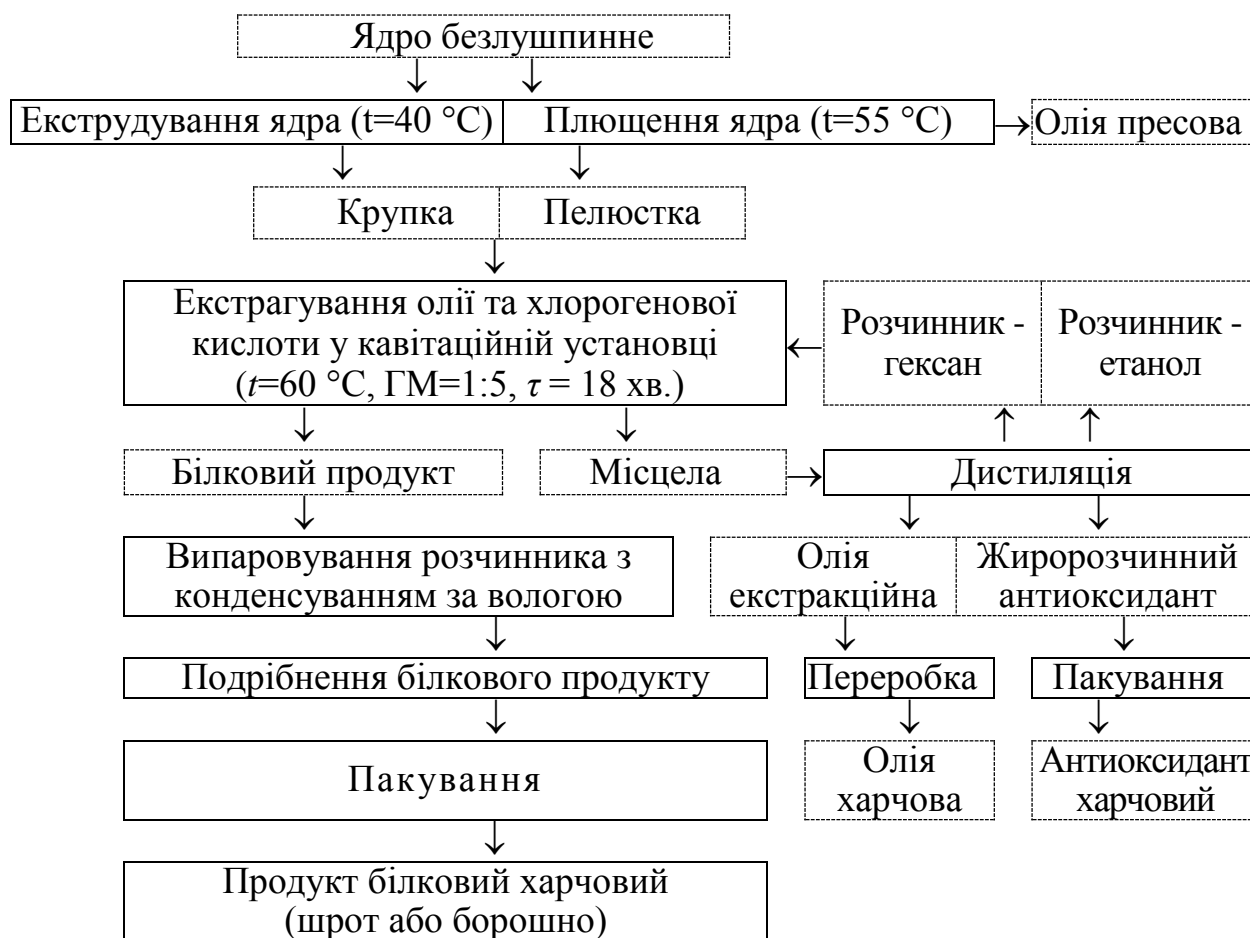 Ядро безлушпинне
Екструдування ядра (t=40 °С)
Плющення ядра (t=55 °С)
Олія пресова
Крупка
Пелюстка
Екстрагування олії та хлорогенової
кислоти у кавітаційній установці
(t=60 °С, ГМ=1:5, τ = 18 хв.)
Розчинник -
гексан
Розчинник -
етанол
Білковий продукт
Місцела
Дистиляція
Випаровування розчинника з
конденсуванням за вологою
Олія
екстракційна
Жиророзчинний
антиоксидант
Подрібнення білкового продукту
Переробка
Пакування
Пакування
Олія
харчова
Антиоксидант
харчовий
Продукт білковий харчовий
(шрот або борошно)